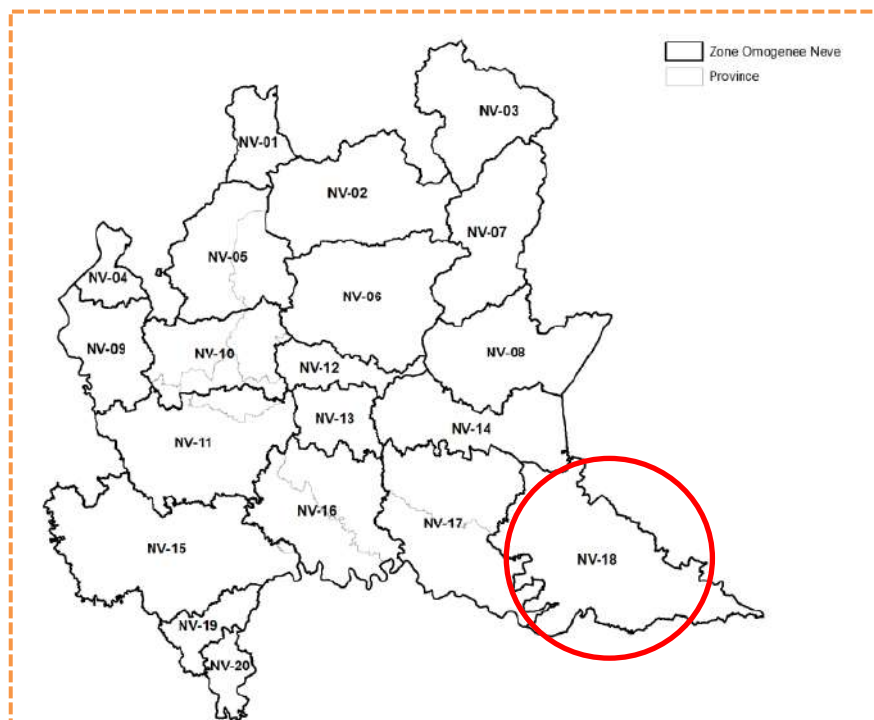 Zone Omogenee Neve
Province
NV-03
NV-01
NV-02
NV-07
NV-05
NV-04
NV-06
NV-09
NV-10
NV-08
NV-12
NV-13
NV-14
NV-11
NV-16
NV-17
NV-15
NV-18
NV-19
NV-20